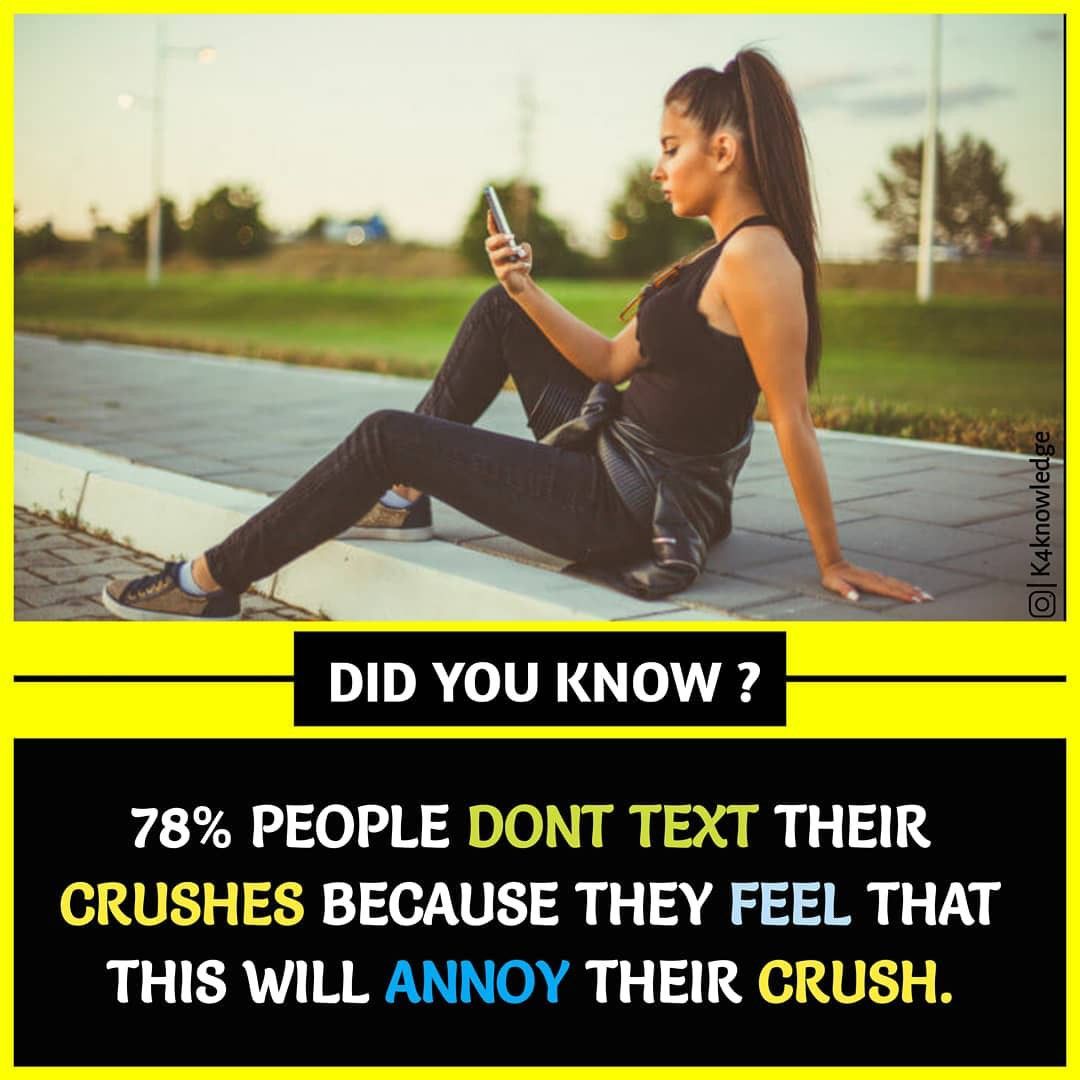 K4knowledge
DID YOU KNOW ?
78% PEOPLE DONT TEXT THEIR
CRUSHES BECAUSE THEY FEEL THAT
THIS WILL ANNOY THEIR CRUSH.